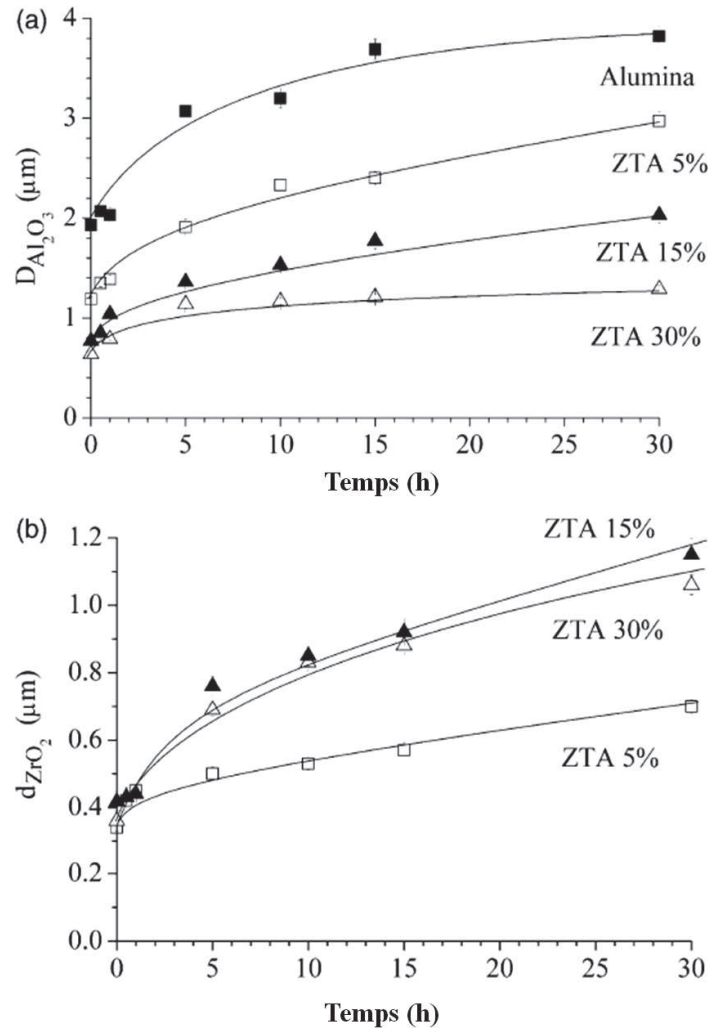 (a)
4
3
2
1
0
D_Al2O3 (μm)
Alumina
ZTA 5%
ZTA 15%
ZTA 30%
0 5 10 15 20 25 30
Temps (h)
(b)
1.2
1.0
0.8
0.6
0.4
0.2
0.0
d_ZrO2 (μm)
ZTA 15%
ZTA 30%
ZTA 5%
0 5 10 15 20 25 30
Temps (h)